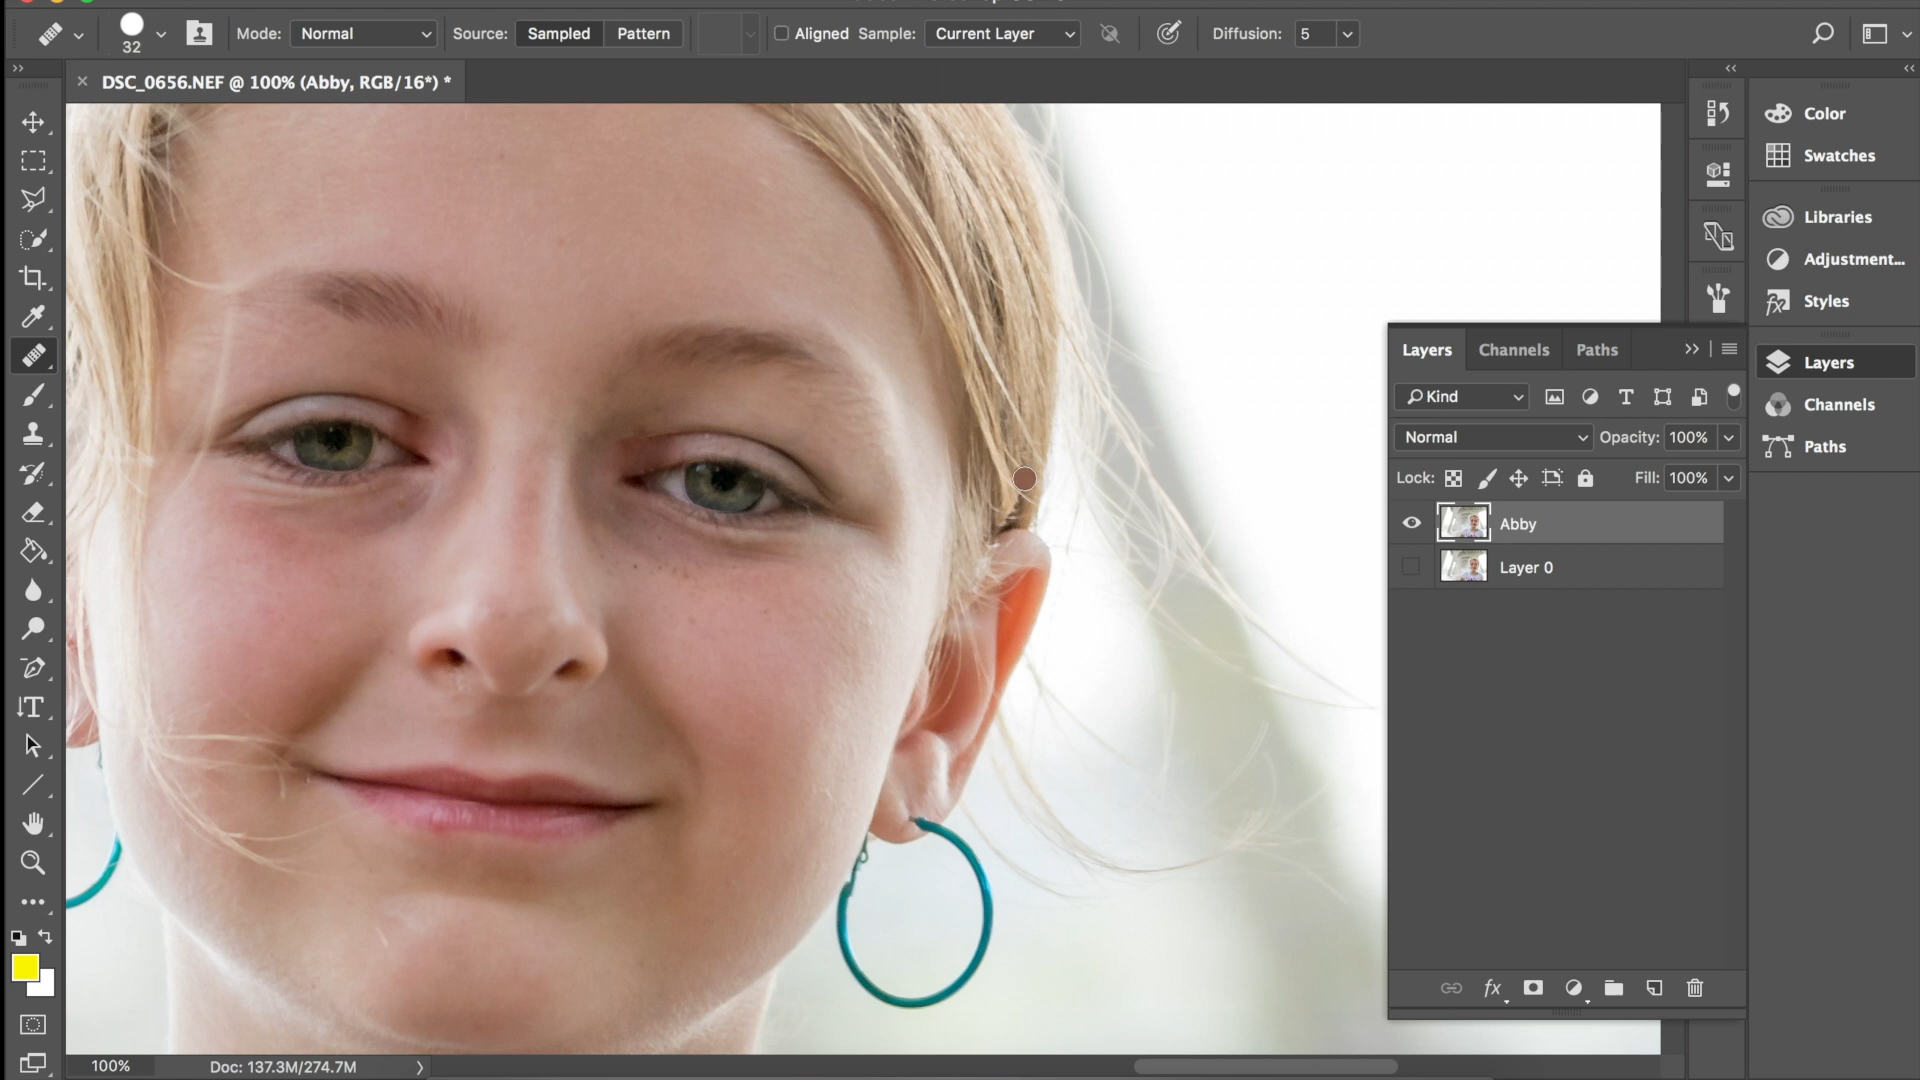 32
Mode: Normal
Source: Sampled Pattern
Aligned Sample: Current Layer
Diffusion: 5
× DSC_0656.NEF @ 100% (Abby, RGB/16*) *
Color
Swatches
Libraries
Adjustment...
Styles
Layers
Channels
Paths
Layers Channels Paths
Kind
Normal Opacity: 100%
Lock: Fill: 100%
Abby
Layer 0
fx
100% Doc: 137.3M/274.7M